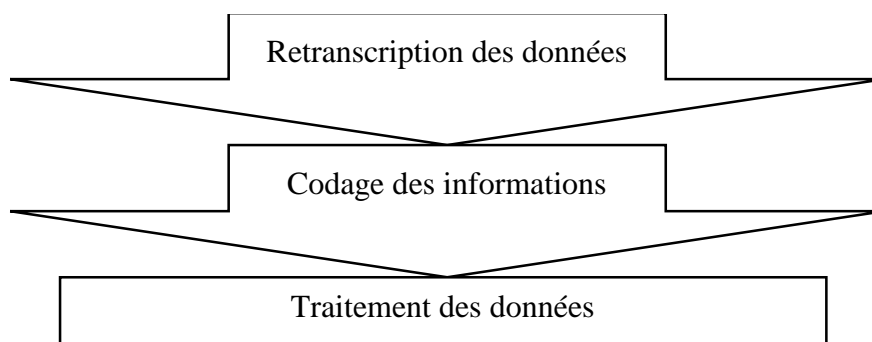 Retranscription des données
Codage des informations
Traitement des données